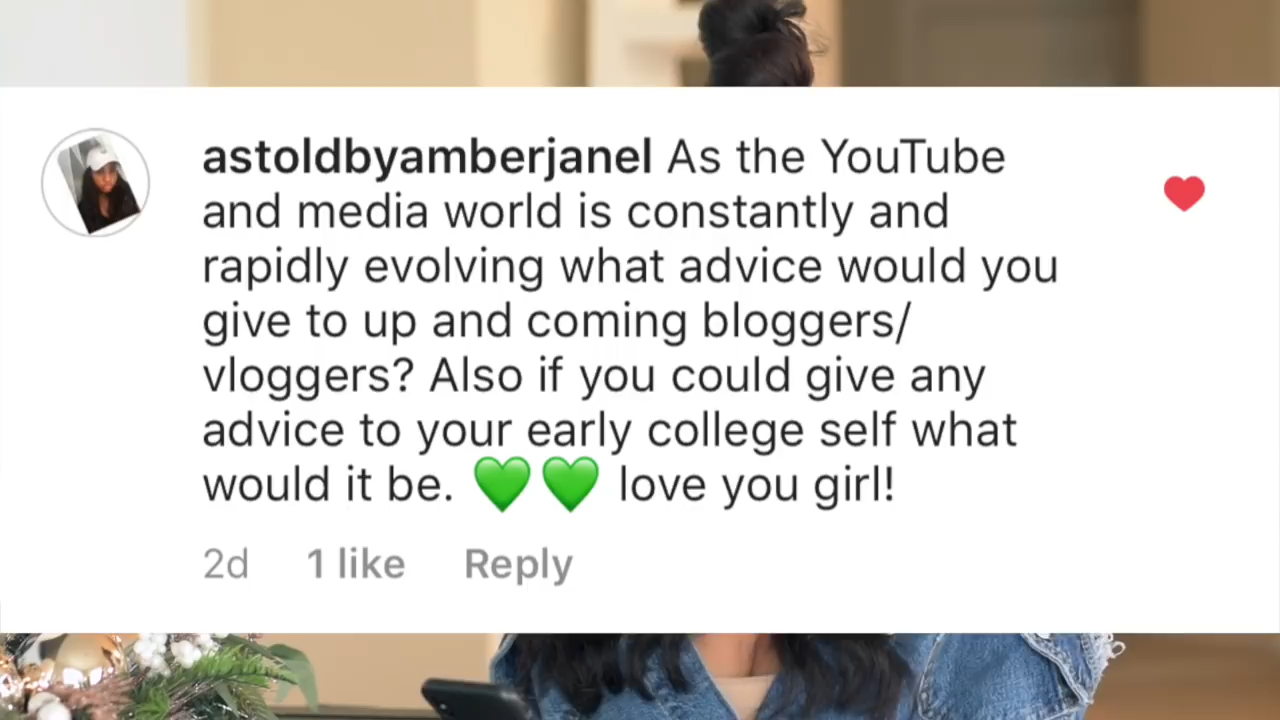 astoldbyamberjanel As the YouTube
and media world is constantly and
rapidly evolving what advice would you
give to up and coming bloggers/
vloggers? Also if you could give any
advice to your early college self what
would it be. 💚💚 love you girl!
2d 1 like Reply